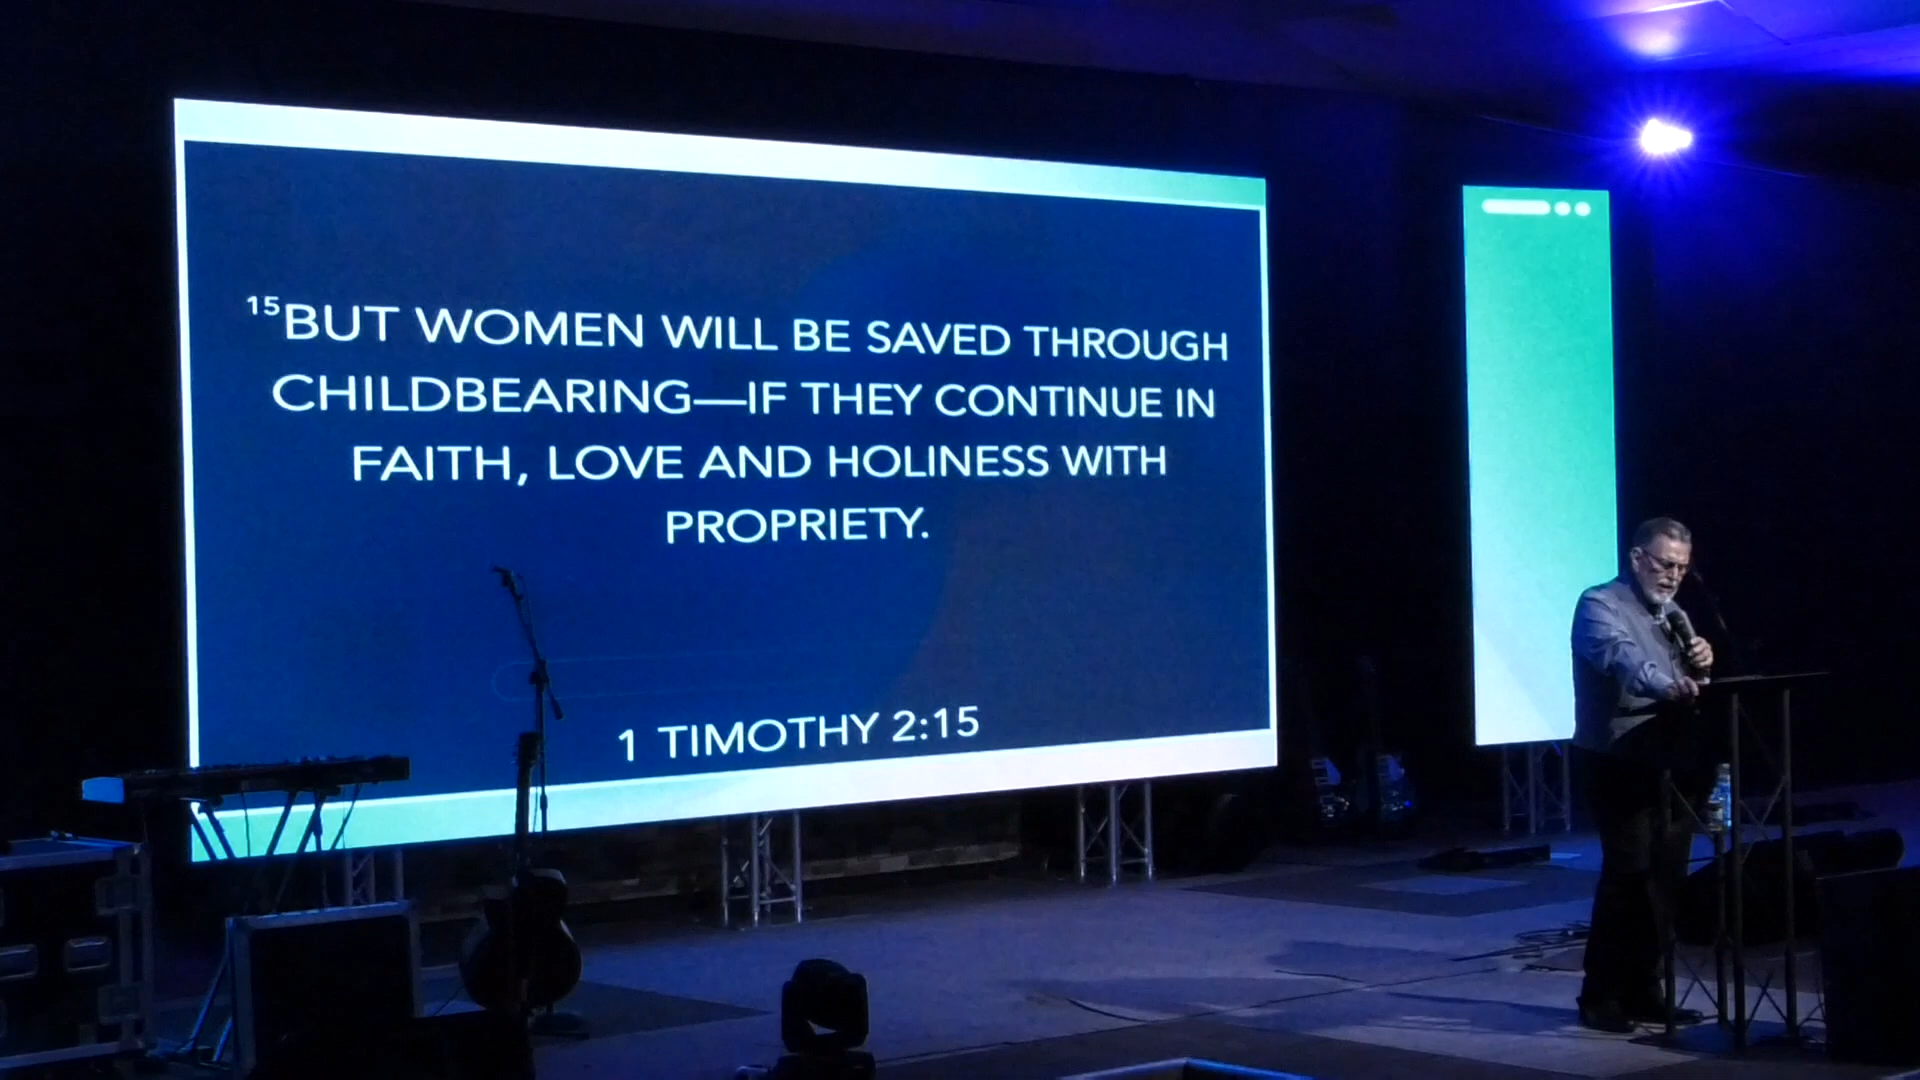 ¹⁵BUT WOMEN WILL BE SAVED THROUGH
CHILDBEARING—IF THEY CONTINUE IN
FAITH, LOVE AND HOLINESS WITH
PROPRIETY.
1 TIMOTHY 2:15